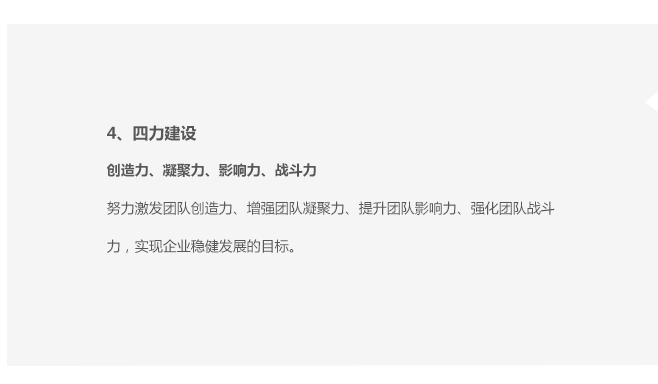 4、四力建设
创造力、凝聚力、影响力、战斗力
努力激发团队创造力、增强团队凝聚力、提升团队影响力、强化团队战斗
力，实现企业稳健发展的目标。